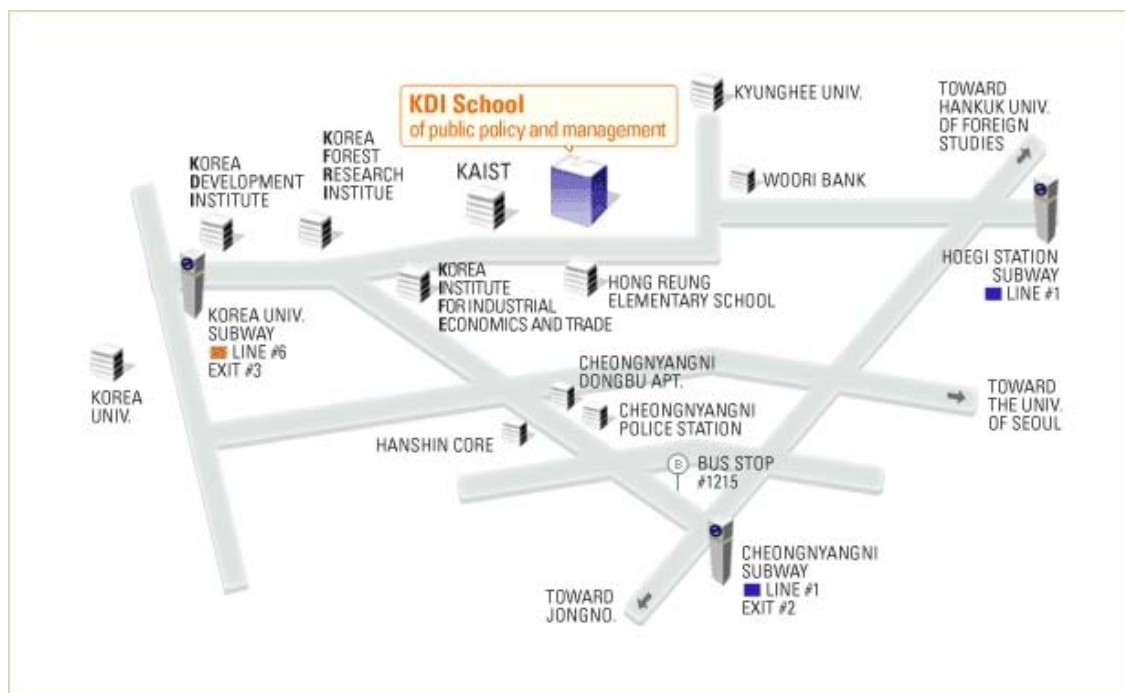 KDI School
of public policy and management
KYUNGHEE UNIV.
TOWARD
HANKUK UNIV.
OF FOREIGN
STUDIES
KOREA
DEVELOPMENT
INSTITUTE
KOREA
FOREST
RESEARCH
INSTITUE
KAIST
WOORI BANK
HOEGI STATION
SUBWAY
LINE #1
KOREA
INSTITUTE
FOR INDUSTRIAL
ECONOMICS AND TRADE
HONG REUNG
ELEMENTARY SCHOOL
KOREA UNIV.
SUBWAY
LINE #6
EXIT #3
KOREA
UNIV.
CHEONGNYANGNI
DONGBU APT.
CHEONGNYANGNI
POLICE STATION
HANSHIN CORE
TOWARD
THE UNIV.
OF SEOUL
B BUS STOP
#1215
CHEONGNYANGNI
SUBWAY
LINE #1
EXIT #2
TOWARD
JONGNO.